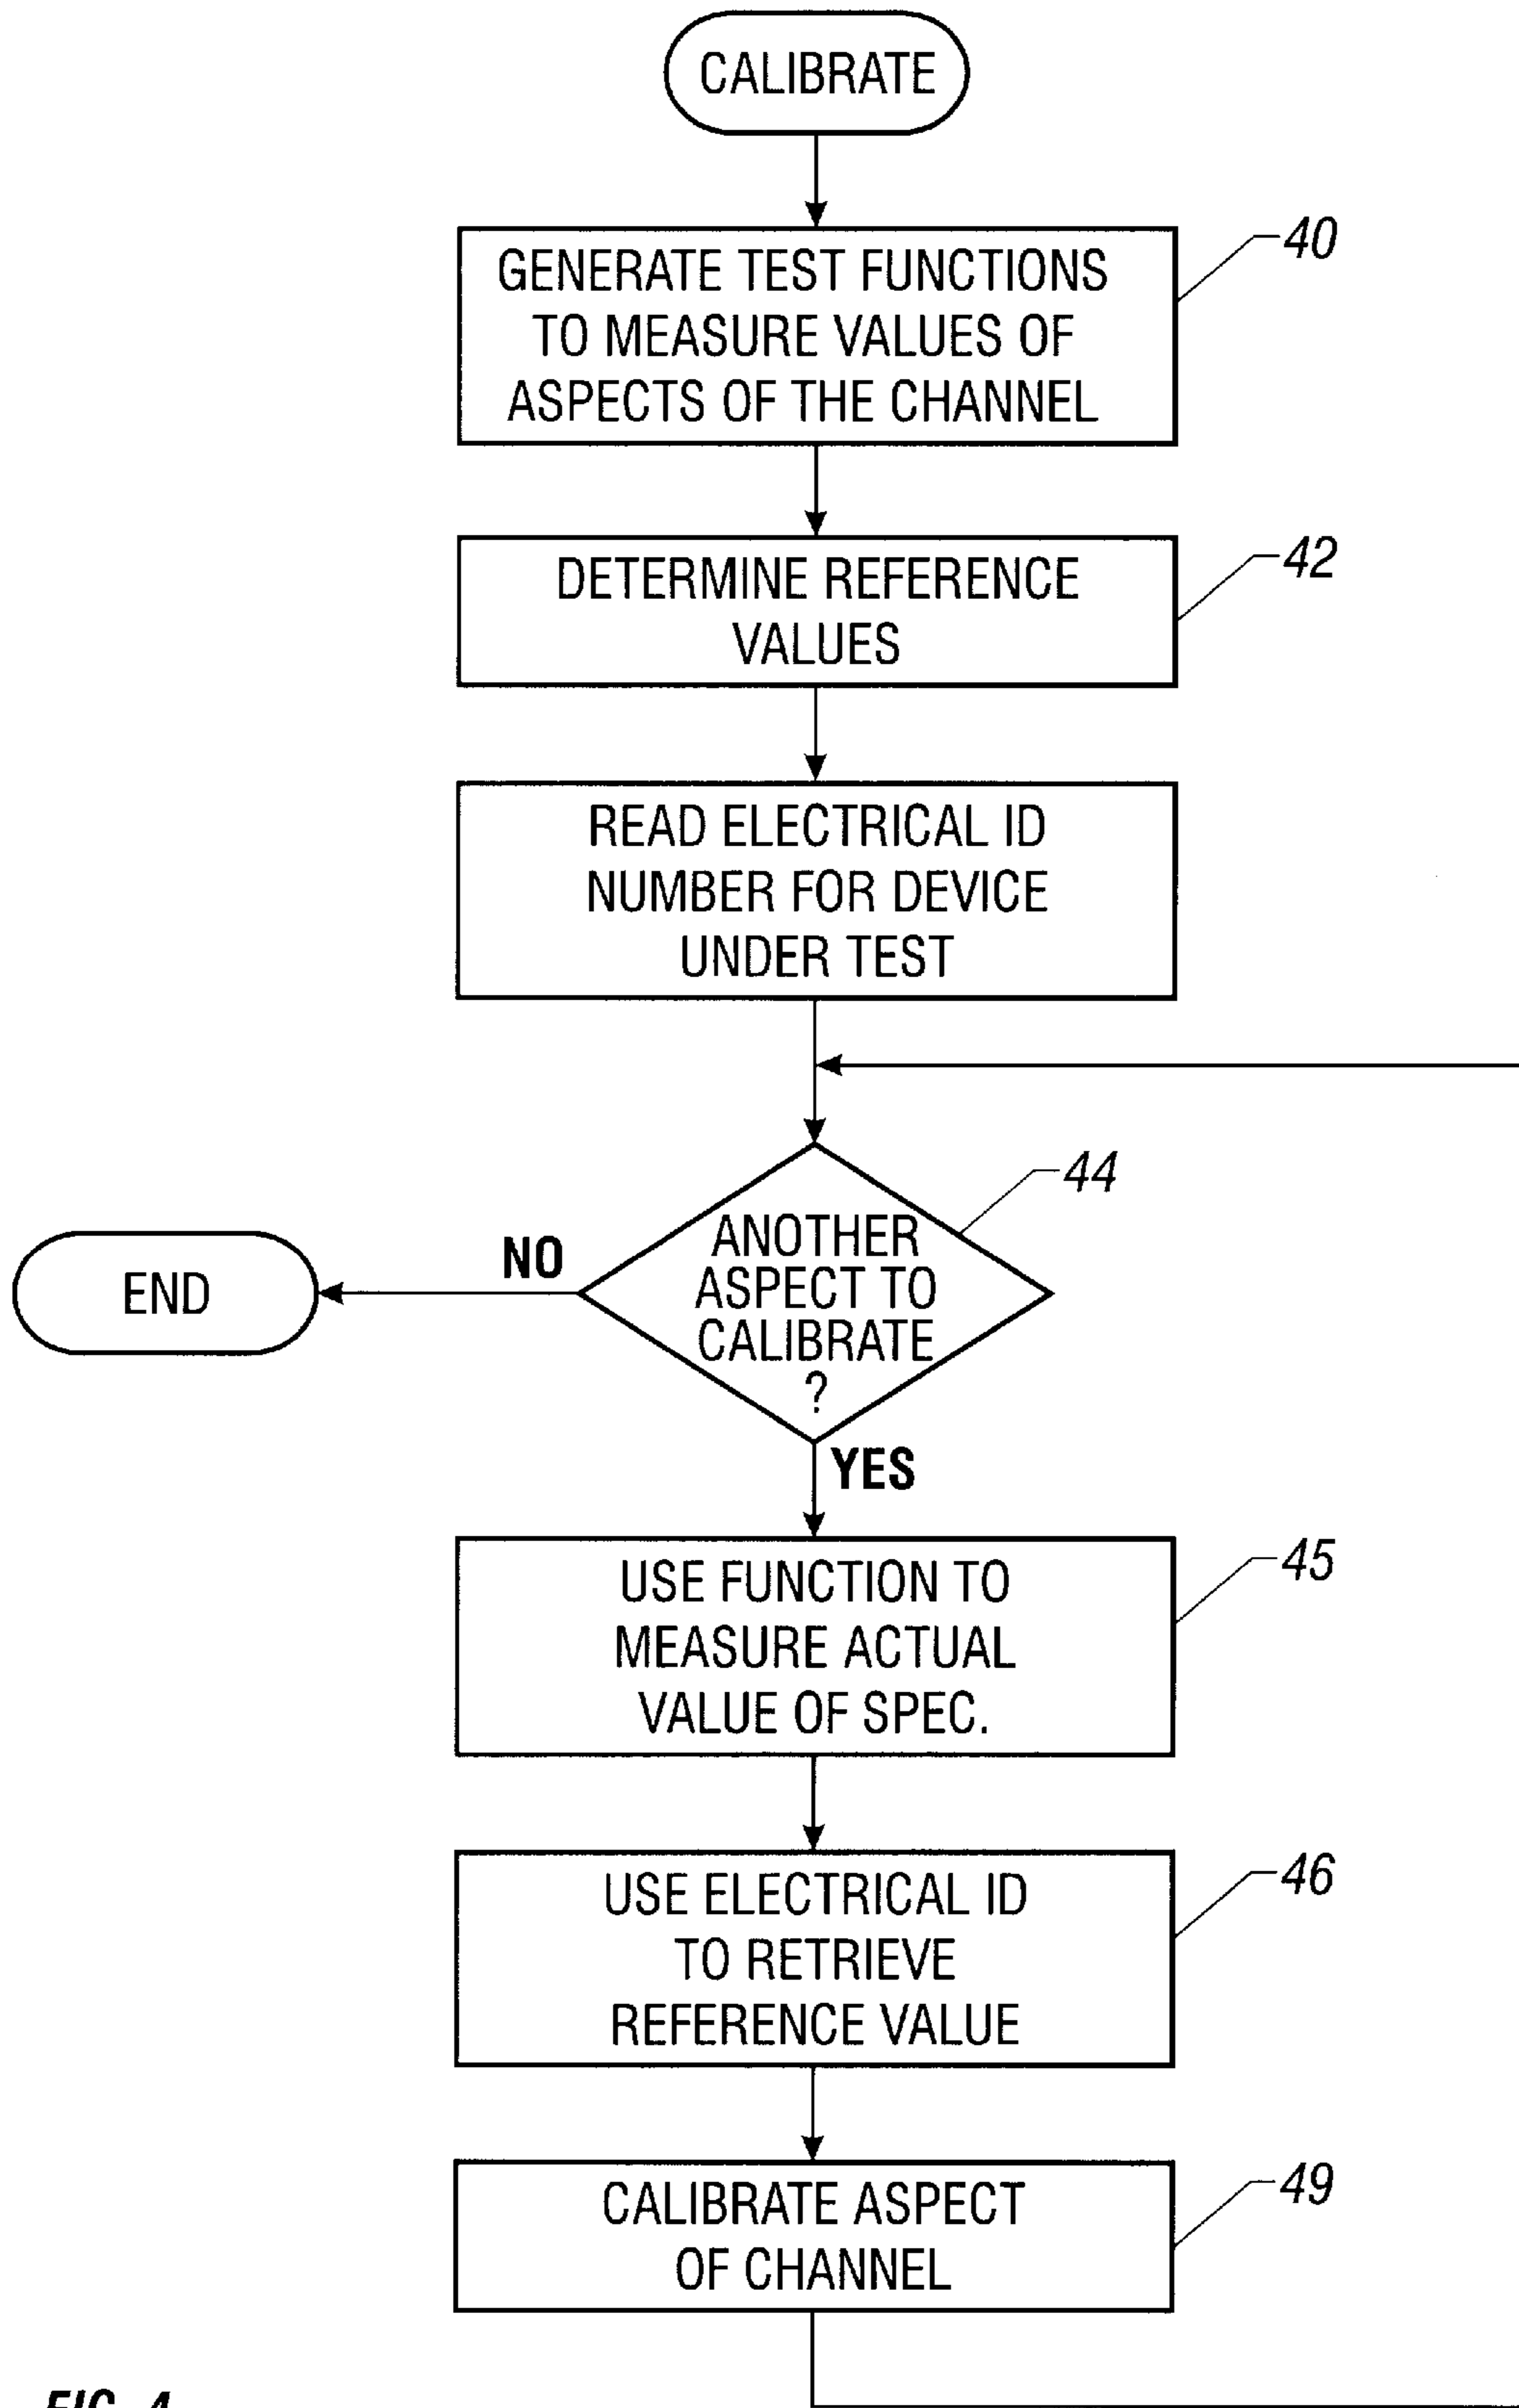 CALIBRATE
40
GENERATE TEST FUNCTIONS
TO MEASURE VALUES OF
ASPECTS OF THE CHANNEL
42
DETERMINE REFERENCE
VALUES
READ ELECTRICAL ID
NUMBER FOR DEVICE
UNDER TEST
44
ANOTHER
ASPECT TO
CALIBRATE
?
NO
END
YES
45
USE FUNCTION TO
MEASURE ACTUAL
VALUE OF SPEC.
46
USE ELECTRICAL ID
TO RETRIEVE
REFERENCE VALUE
49
CALIBRATE ASPECT
OF CHANNEL
FIG. 4